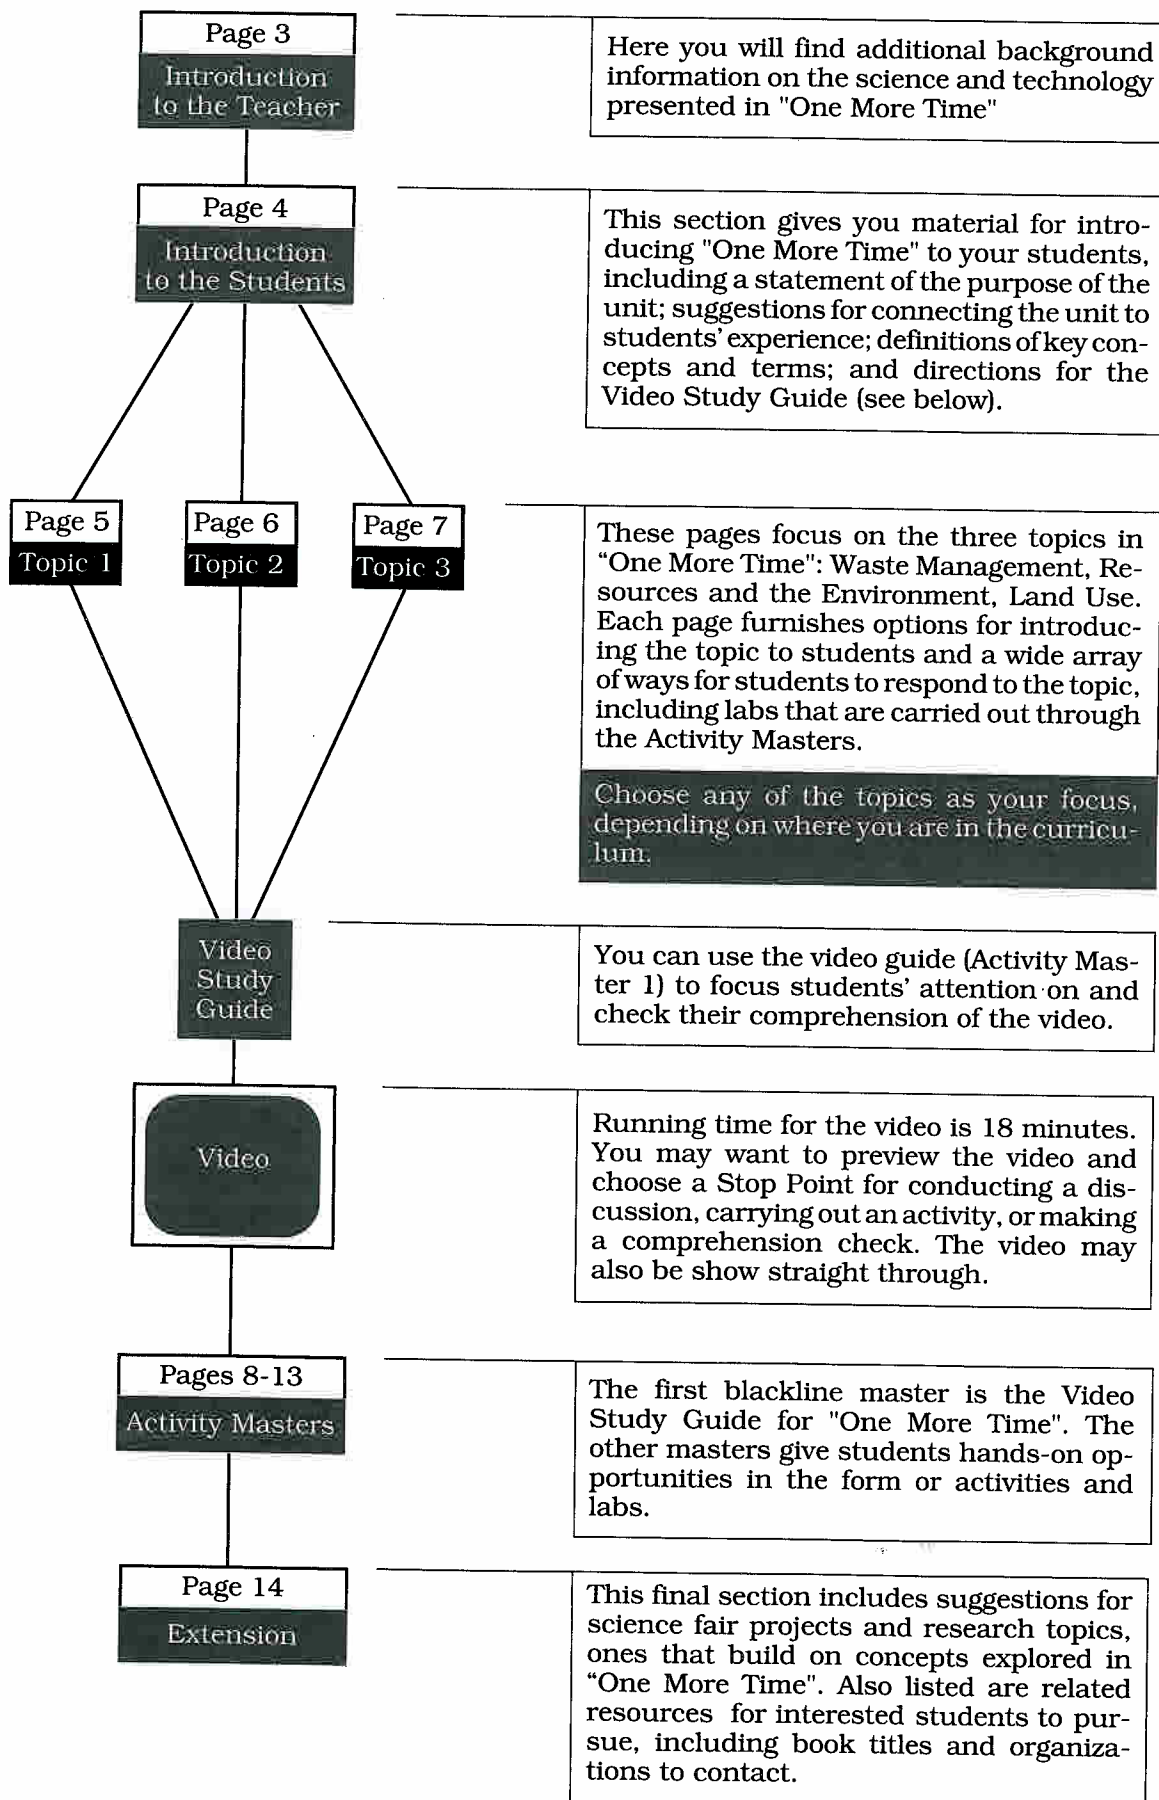 Page 3
Introduction
to the Teacher
Here you will find additional background
information on the science and technology
presented in "One More Time"
Page 4
Introduction
to the Students
This section gives you material for intro-
ducing "One More Time" to your students,
including a statement of the purpose of the
unit; suggestions for connecting the unit to
students' experience; definitions of key con-
cepts and terms; and directions for the
Video Study Guide (see below).
Page 5
Topic 1
Page 6
Topic 2
Page 7
Topic 3
These pages focus on the three topics in
“One More Time": Waste Management, Re-
sources and the Environment, Land Use.
Each page furnishes options for introduc-
ing the topic to students and a wide array
of ways for students to respond to the topic,
including labs that are carried out through
the Activity Masters.
Choose any of the topics as your focus,
depending on where you are in the curricu-
lum.
Video
Study
Guide
You can use the video guide (Activity Mas-
ter 1) to focus students' attention on and
check their comprehension of the video.
Video
Running time for the video is 18 minutes.
You may want to preview the video and
choose a Stop Point for conducting a dis-
cussion, carrying out an activity, or making
a comprehension check. The video may
also be show straight through.
Pages 8-13
Activity Masters
The first blackline master is the Video
Study Guide for "One More Time". The
other masters give students hands-on op-
portunities in the form or activities and
labs.
Page 14
Extension
This final section includes suggestions for
science fair projects and research topics,
ones that build on concepts explored in
“One More Time". Also listed are related
resources for interested students to pur-
sue, including book titles and organiza-
tions to contact.